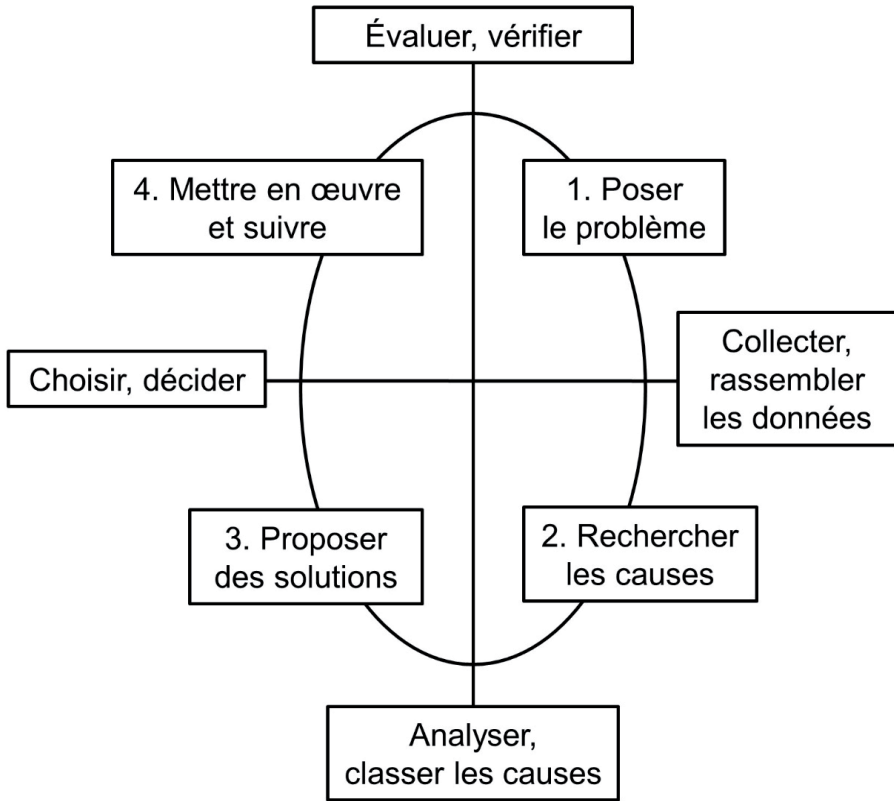 Évaluer, vérifier
4. Mettre en œuvre
et suivre
1. Poser
le problème
Choisir, décider
Collecter,
rassembler
les données
3. Proposer
des solutions
2. Rechercher
les causes
Analyser,
classer les causes